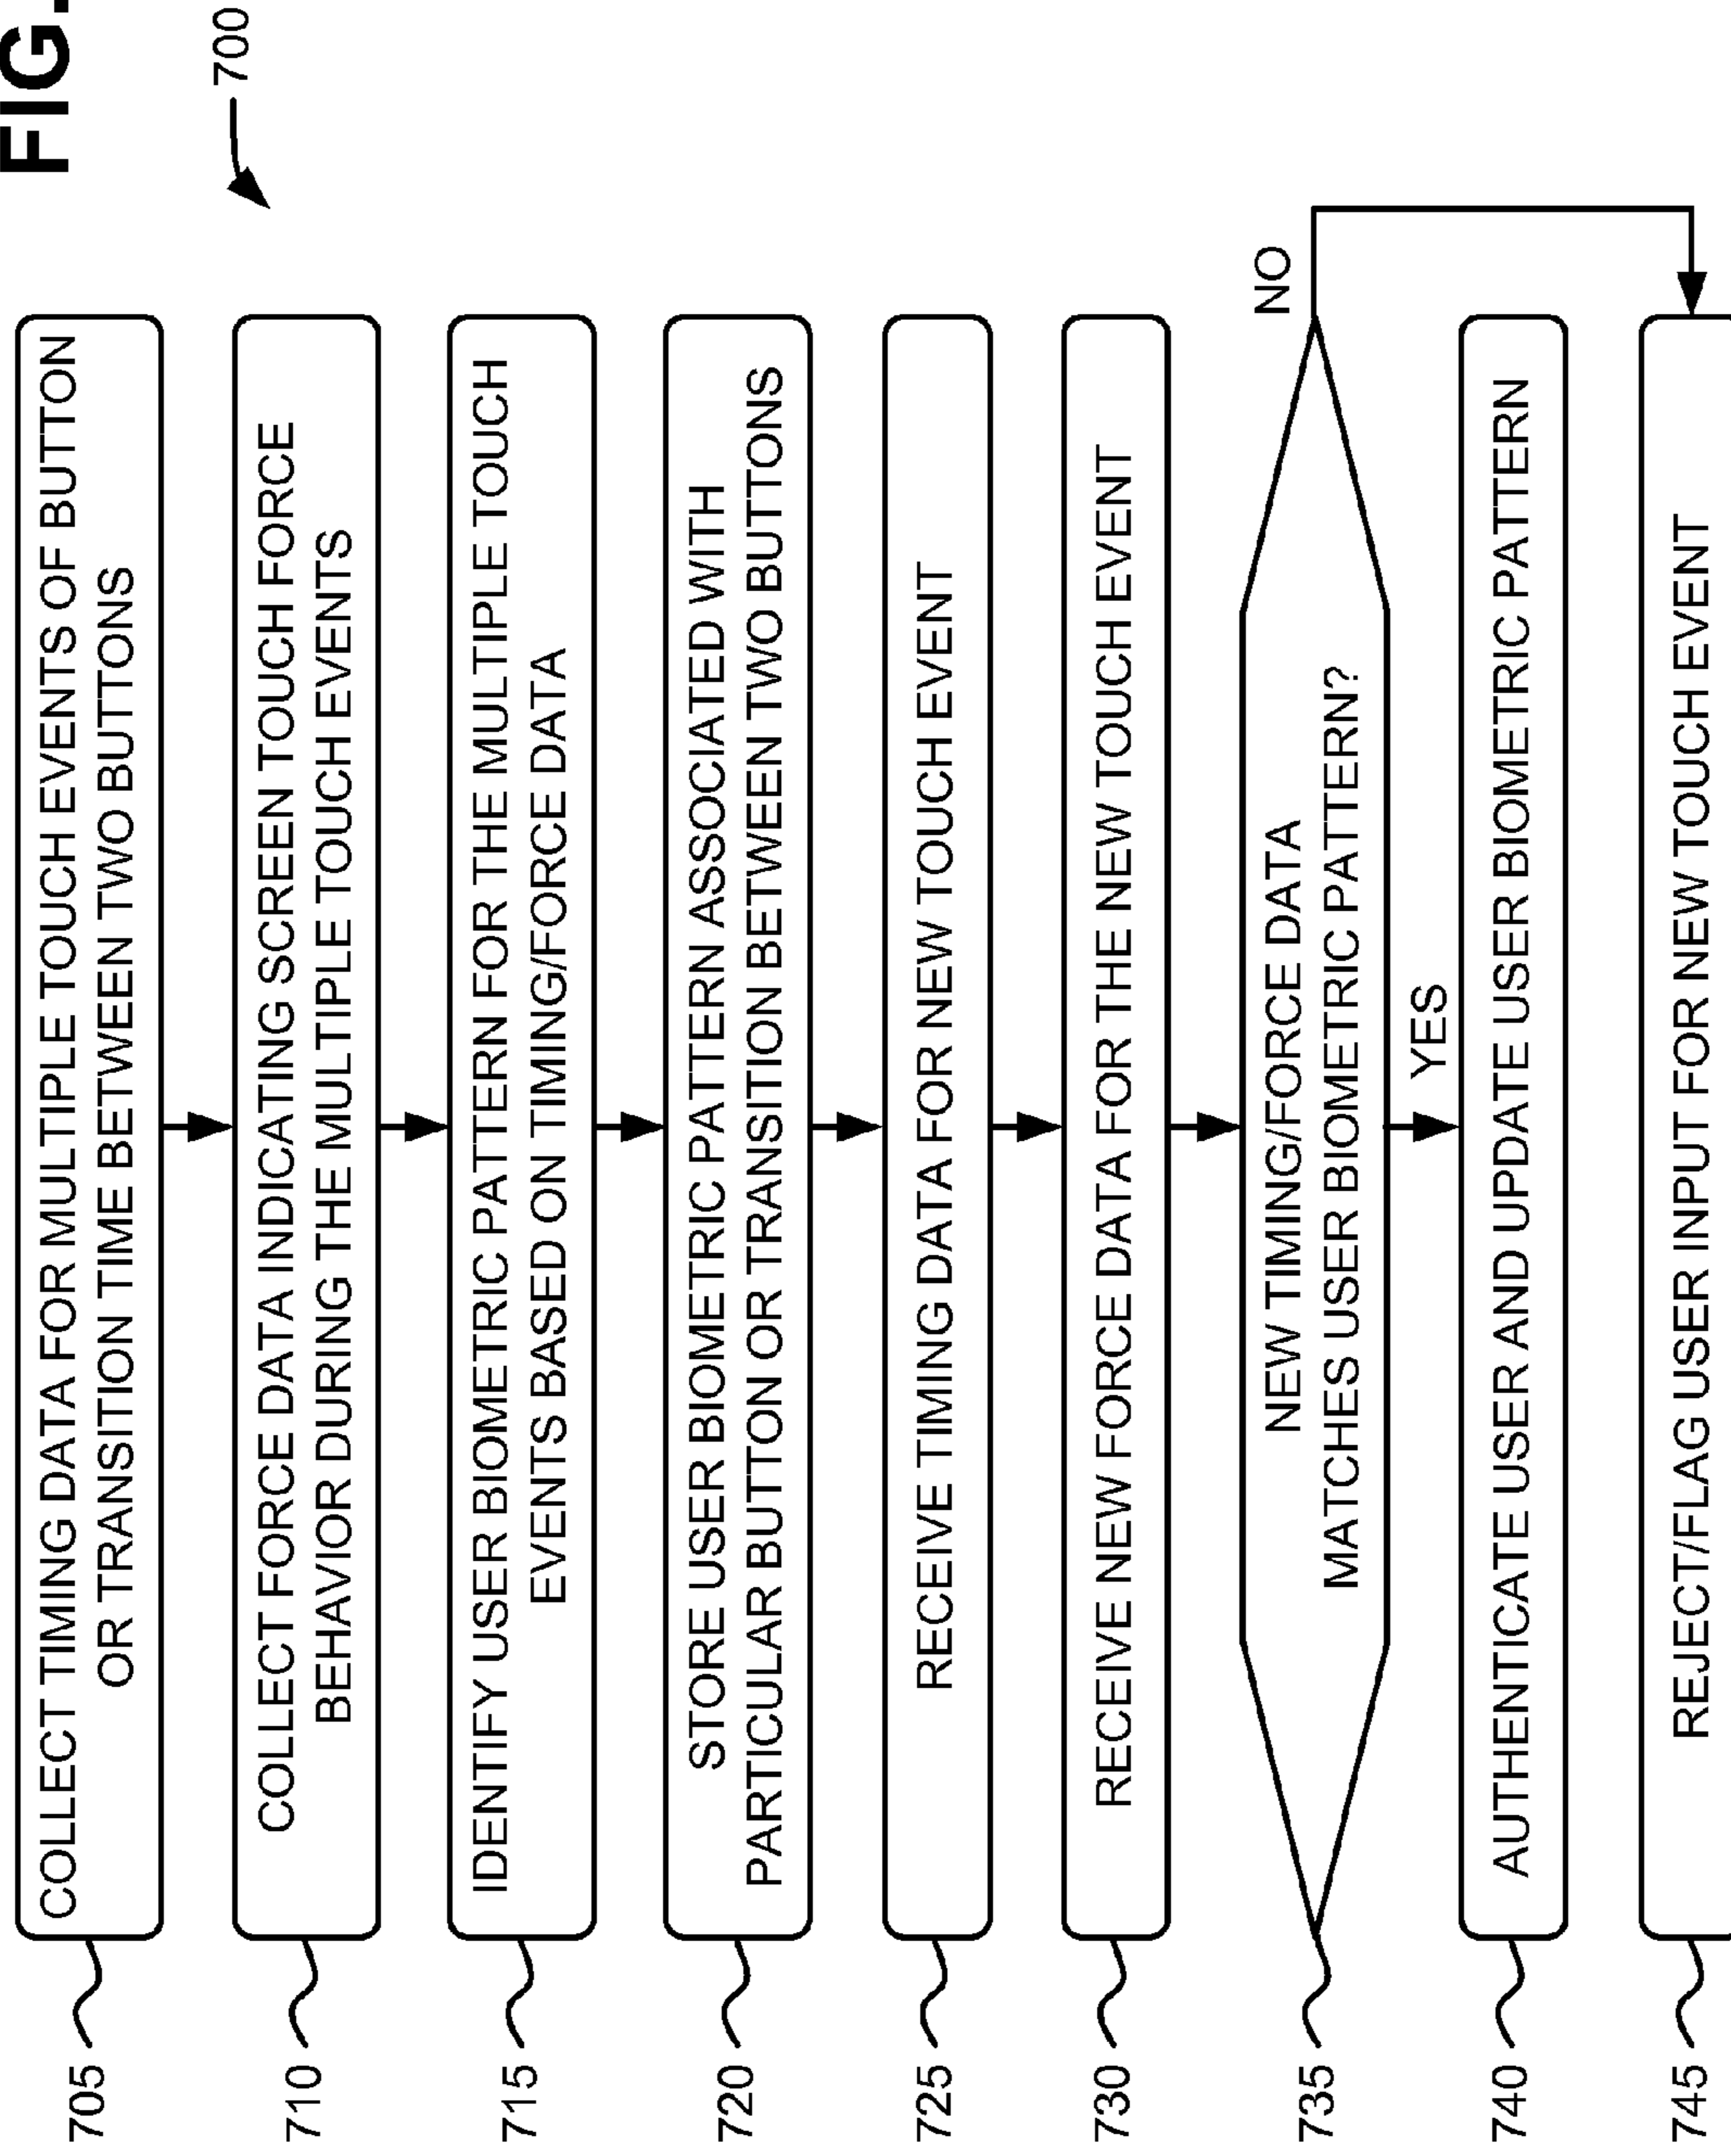 FIG.
700
705
COLLECT TIMING DATA FOR MULTIPLE TOUCH EVENTS OF BUTTON
OR TRANSITION TIME BETWEEN TWO BUTTONS
710
COLLECT FORCE DATA INDICATING SCREEN TOUCH FORCE
BEHAVIOR DURING THE MULTIPLE TOUCH EVENTS
715
IDENTIFY USER BIOMETRIC PATTERN FOR THE MULTIPLE TOUCH
EVENTS BASED ON TIMING/FORCE DATA
720
STORE USER BIOMETRIC PATTERN ASSOCIATED WITH
PARTICULAR BUTTON OR TRANSITION BETWEEN TWO BUTTONS
725
RECEIVE TIMING DATA FOR NEW TOUCH EVENT
730
RECEIVE NEW FORCE DATA FOR THE NEW TOUCH EVENT
735
NEW TIMING/FORCE DATA
MATCHES USER BIOMETRIC PATTERN?
NO
YES
740
AUTHENTICATE USER AND UPDATE USER BIOMETRIC PATTERN
745
REJECT/FLAG USER INPUT FOR NEW TOUCH EVENT